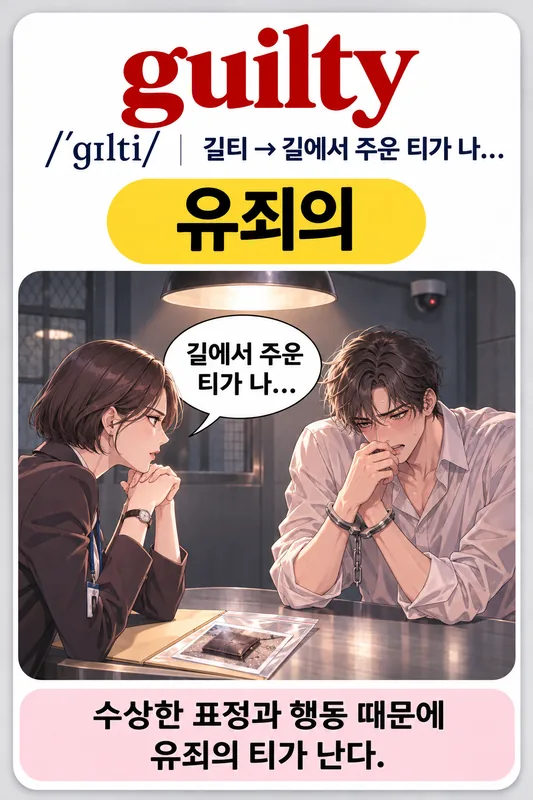 guilty
/ˈɡɪlti/ | 길티 → 길에서 주운 티가 나...
유죄의
길에서 주운
티가 나...
수상한 표정과 행동 때문에
유죄의 티가 난다.